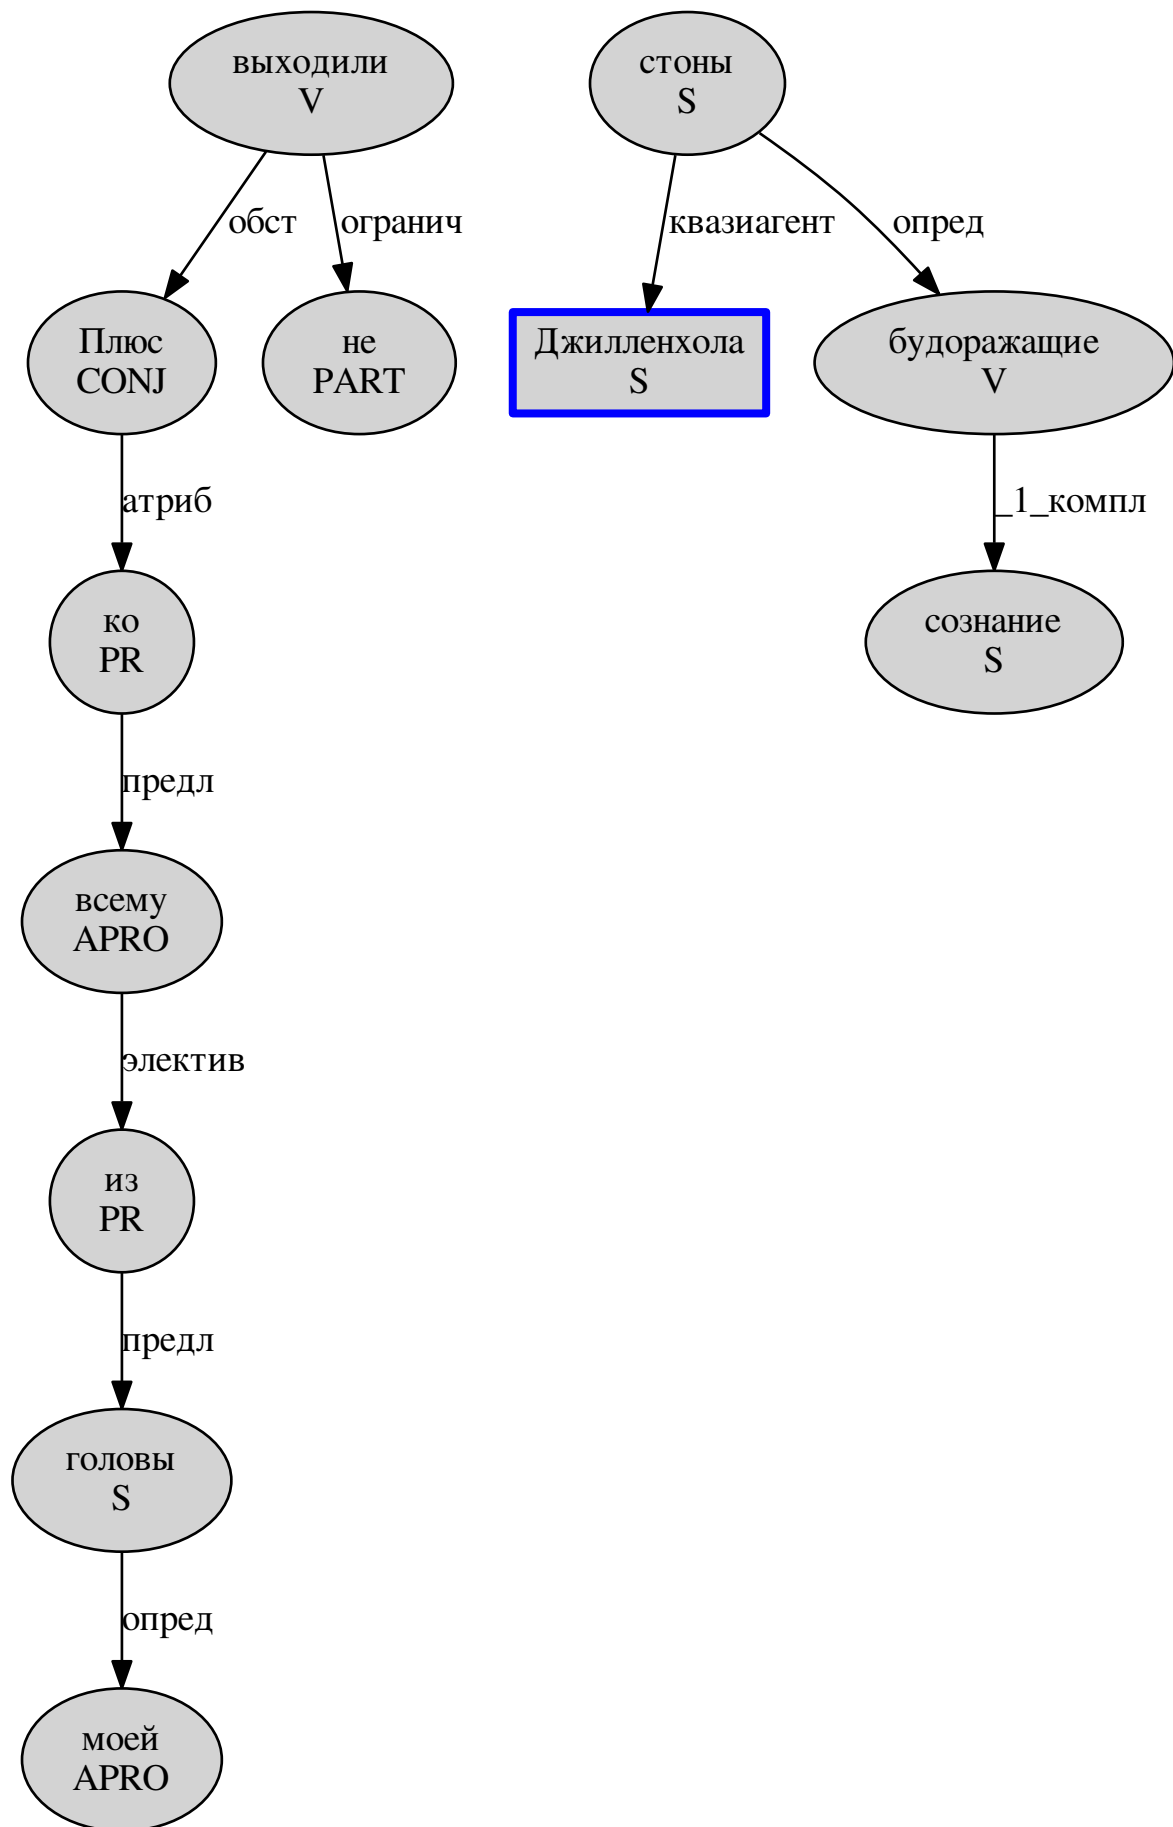 выходили
V
стоны
S
обст
огранич
квазиагент
опред
Плюс
CONJ
не
PART
Джилленхола
S
будоражащие
V
атриб
_1_компл
ко
PR
сознание
S
предл
всему
APRO
электив
из
PR
предл
головы
S
опред
моей
APRO